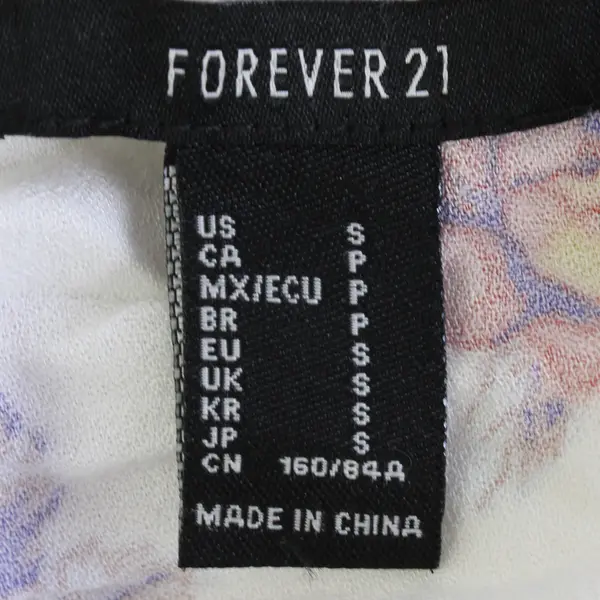 FOREVER 21
US S
CA P
MX/ECU P
BR P
EU S
UK S
KR S
JP S
CN 160/84A
MADE IN CHINA